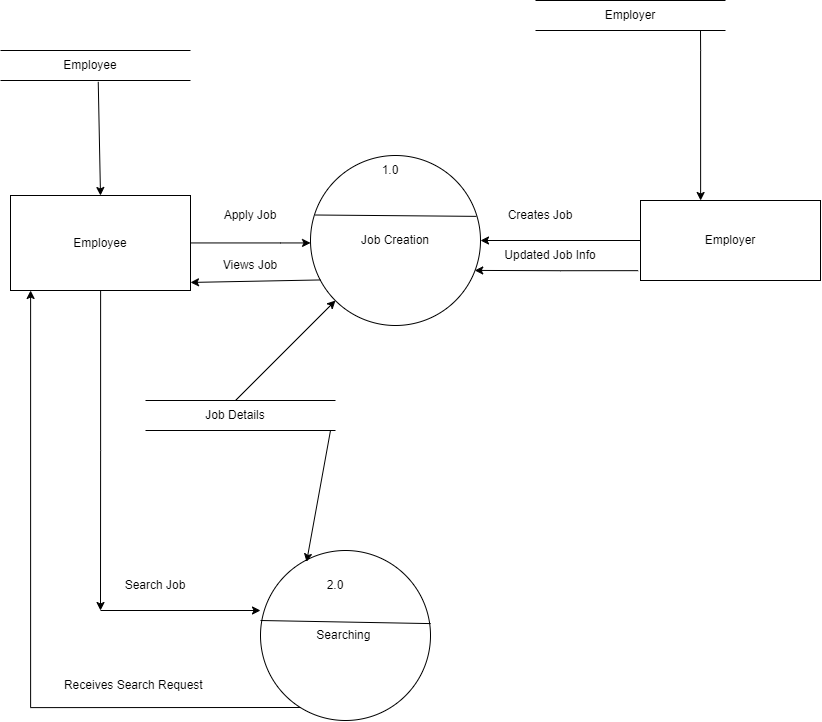 Employer
Employee
1.0
Apply Job
Creates Job
Employee
Job Creation
Employer
Views Job
Updated Job Info
Job Details
Search Job
2.0
Searching
Receives Search Request